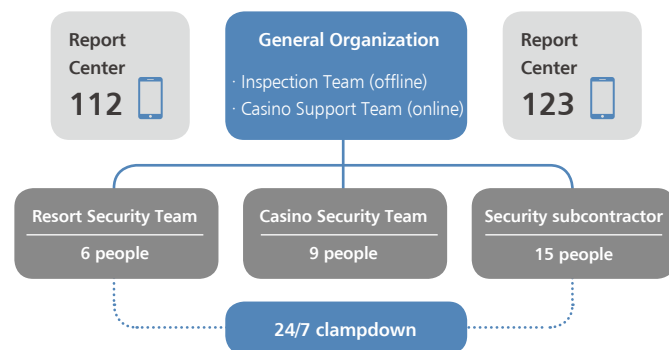 Report
Center
112
General Organization
· Inspection Team (offline)
· Casino Support Team (online)
Report
Center
123
Resort Security Team
6 people
Casino Security Team
9 people
Security subcontractor
15 people
24/7 clampdown